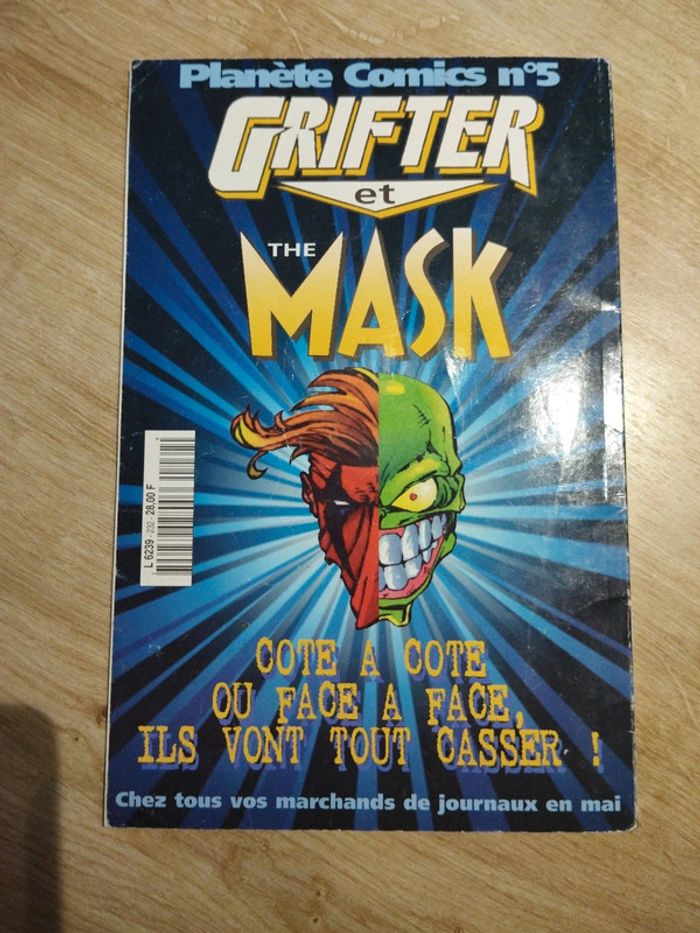 Planète Comics n°5
GRIFTER
et
THE
MASK
L 6239 - 232 - 28,00 F
COTE A COTE
OU FACE A FACE,
ILS VONT TOUT CASSER !
Chez tous vos marchands de journaux en mai